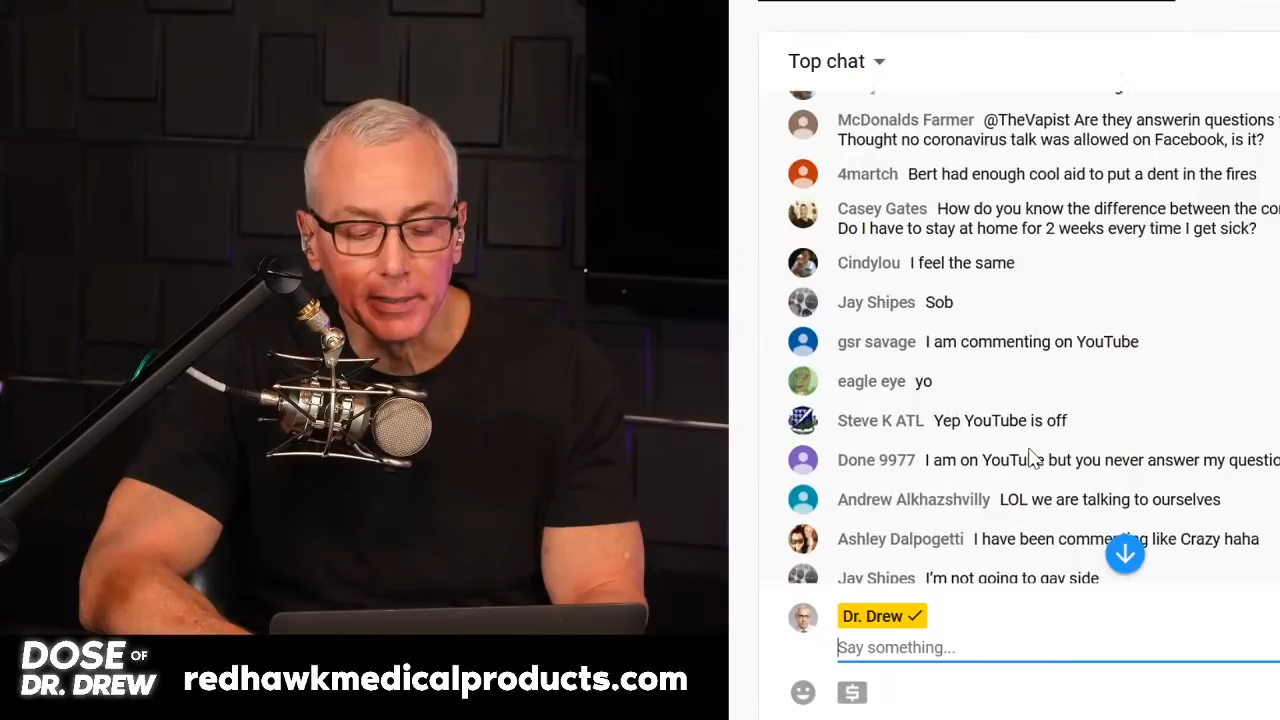 Top chat
McDonalds Farmer @TheVapist Are they answerin questions
Thought no coronavirus talk was allowed on Facebook, is it?
4martch Bert had enough cool aid to put a dent in the fires
Casey Gates How do you know the difference between the
Do I have to stay at home for 2 weeks every time I get sick?
Cindylou I feel the same
Jay Shipes Sob
gsr savage I am commenting on YouTube
eagle eye yo
Steve K ATL Yep YouTube is off
Done 9977 I am on YouTube but you never answer my
Andrew Alkhazshvilly LOL we are talking to ourselves
Ashley Dalpogetti I have been commenting like Crazy haha
Jay Shipes I'm not going to gay side
Dr. Drew
Say something...
DOSE OF
DR. DREW
redhawkmedicalproducts.com